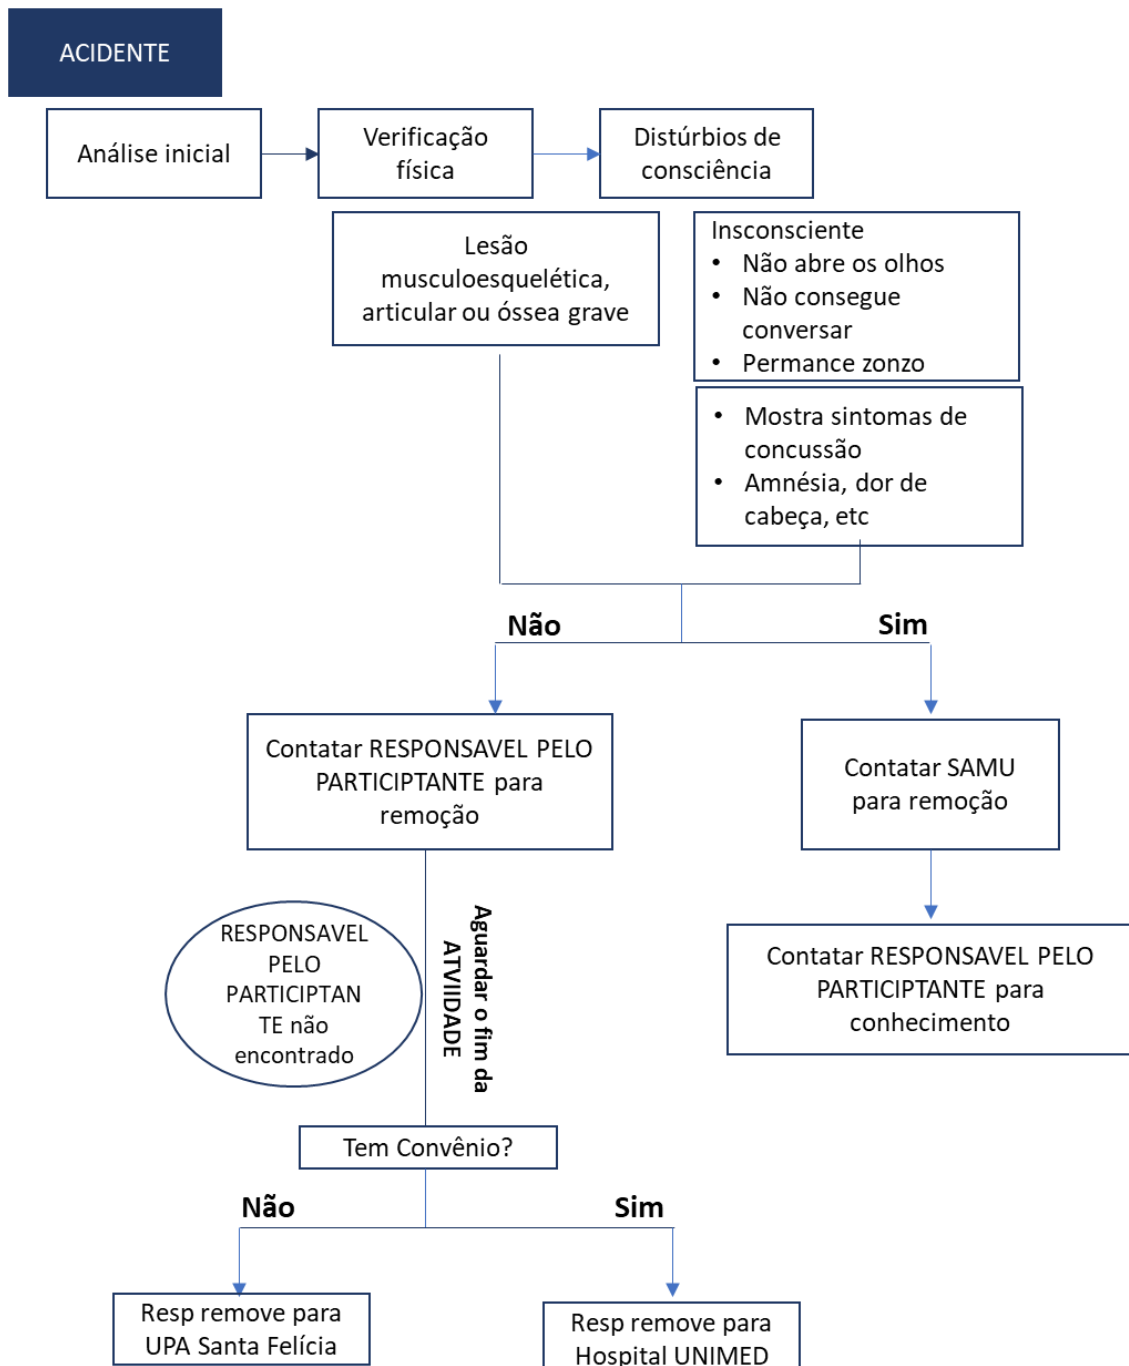 ACIDENTE
Análise inicial
Verificação
física
Distúrbios de
consciência
Lesão
musculoesquelética,
articular ou óssea grave
Insconsciente
• Não abre os olhos
• Não consegue
conversar
• Permance zonzo
• Mostra sintomas de
concussão
• Amnésia, dor de
cabeça, etc
Não
Sim
Contatar RESPONSAVEL PELO
PARTICIPTANTE para
remoção
Contatar SAMU
para remoção
RESPONSAVEL
PELO
PARTICIPTAN
TE não
encontrado
Aguardar o fim da
ATVIIDADE
Contatar RESPONSAVEL PELO
PARTICIPTANTE para
conhecimento
Tem Convênio?
Não
Sim
Resp remove para
UPA Santa Felícia
Resp remove para
Hospital UNIMED